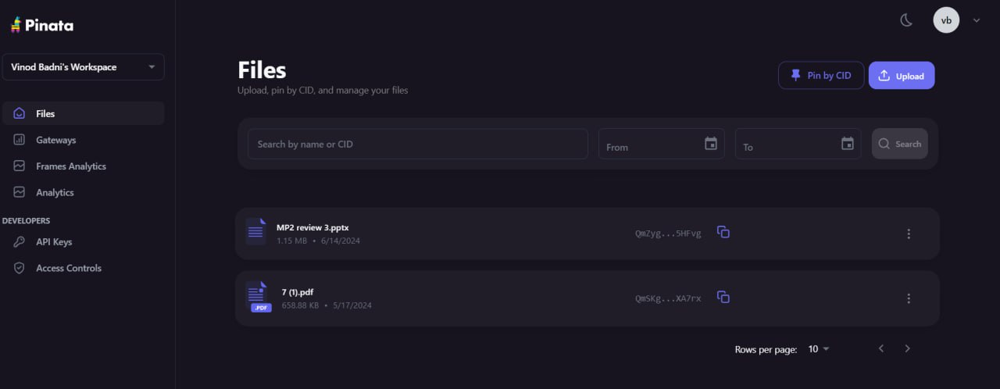 Pinata
vb
Vinod Badni's Workspace
Files
Gateways
Frames Analytics
Analytics
DEVELOPERS
API Keys
Access Controls
Files
Upload, pin by CID, and manage your files
Pin by CID
Upload
Search by name or CID
From
To
Search
MP2 review 3.pptx
1.15 MB • 6/14/2024
QmZyg...5HFvg
7 (1).pdf
658.88 KB • 5/17/2024
.PDF
QmSKg...XA7rx
Rows per page: 10